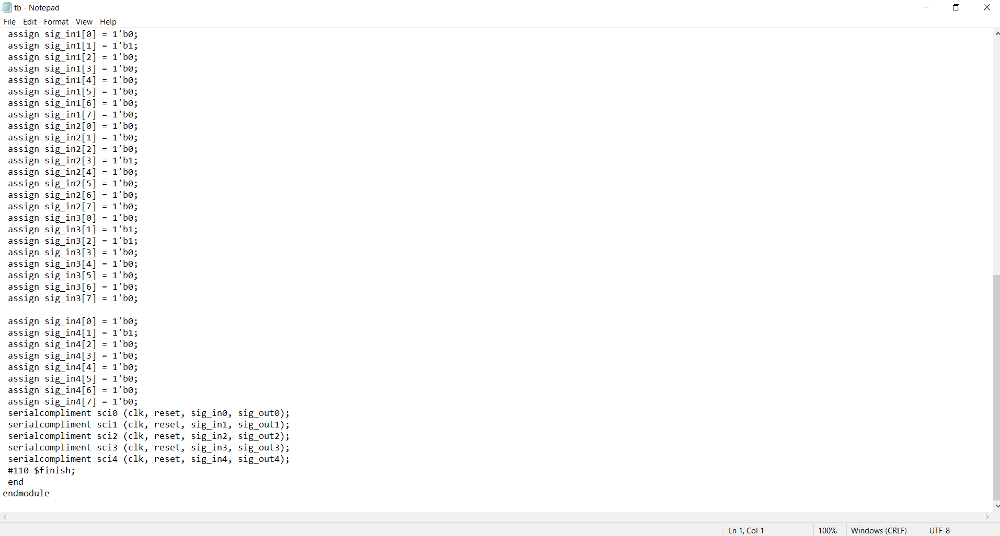 tb - Notepad
File Edit Format View Help
assign sig_in1[0] = 1'b0;
assign sig_in1[1] = 1'b1;
assign sig_in1[2] = 1'b0;
assign sig_in1[3] = 1'b0;
assign sig_in1[4] = 1'b0;
assign sig_in1[5] = 1'b0;
assign sig_in1[6] = 1'b0;
assign sig_in1[7] = 1'b0;
assign sig_in2[0] = 1'b0;
assign sig_in2[1] = 1'b0;
assign sig_in2[2] = 1'b0;
assign sig_in2[3] = 1'b1;
assign sig_in2[4] = 1'b0;
assign sig_in2[5] = 1'b0;
assign sig_in2[6] = 1'b0;
assign sig_in2[7] = 1'b0;
assign sig_in3[0] = 1'b0;
assign sig_in3[1] = 1'b1;
assign sig_in3[2] = 1'b1;
assign sig_in3[3] = 1'b0;
assign sig_in3[4] = 1'b0;
assign sig_in3[5] = 1'b0;
assign sig_in3[6] = 1'b0;
assign sig_in3[7] = 1'b0;

assign sig_in4[0] = 1'b0;
assign sig_in4[1] = 1'b1;
assign sig_in4[2] = 1'b0;
assign sig_in4[3] = 1'b0;
assign sig_in4[4] = 1'b0;
assign sig_in4[5] = 1'b0;
assign sig_in4[6] = 1'b0;
assign sig_in4[7] = 1'b0;
serialcompliment sci0 (clk, reset, sig_in0, sig_out0);
serialcompliment sci1 (clk, reset, sig_in1, sig_out1);
serialcompliment sci2 (clk, reset, sig_in2, sig_out2);
serialcompliment sci3 (clk, reset, sig_in3, sig_out3);
serialcompliment sci4 (clk, reset, sig_in4, sig_out4);
#110 $finish;
end
endmodule
Ln 1, Col 1 100% Windows (CRLF) UTF-8